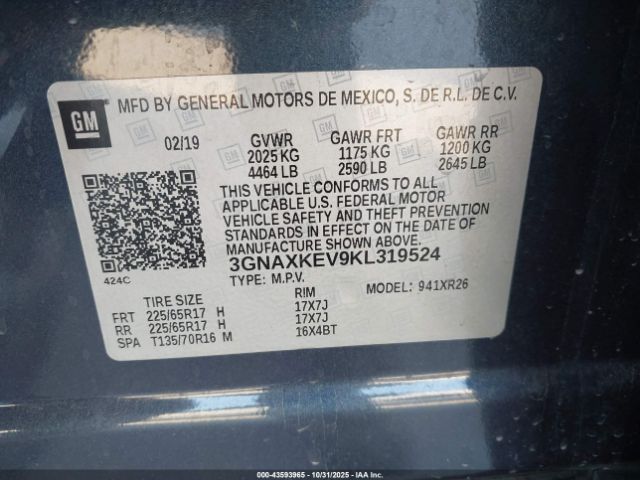 GM
MFD BY GENERAL MOTORS DE MEXICO, S. DE R.L. DE C.V.
02/19 GVWR GAWR FRT GAWR RR
2025 KG 1175 KG 1200 KG
4464 LB 2590 LB 2645 LB
THIS VEHICLE CONFORMS TO ALL
APPLICABLE U.S. FEDERAL MOTOR
VEHICLE SAFETY AND THEFT PREVENTION
STANDARDS IN EFFECT ON THE DATE OF
MANUFACTURE SHOWN ABOVE.
424C 3GNAXKEV9KL319524
TYPE: M.P.V. MODEL: 941XR26
TIRE SIZE RIM
FRT 225/65R17 H 17X7J
RR 225/65R17 H 17X7J
SPA T135/70R16 M 16X4BT
© - 43593965 - 10/31/2025 - IAA Corp.